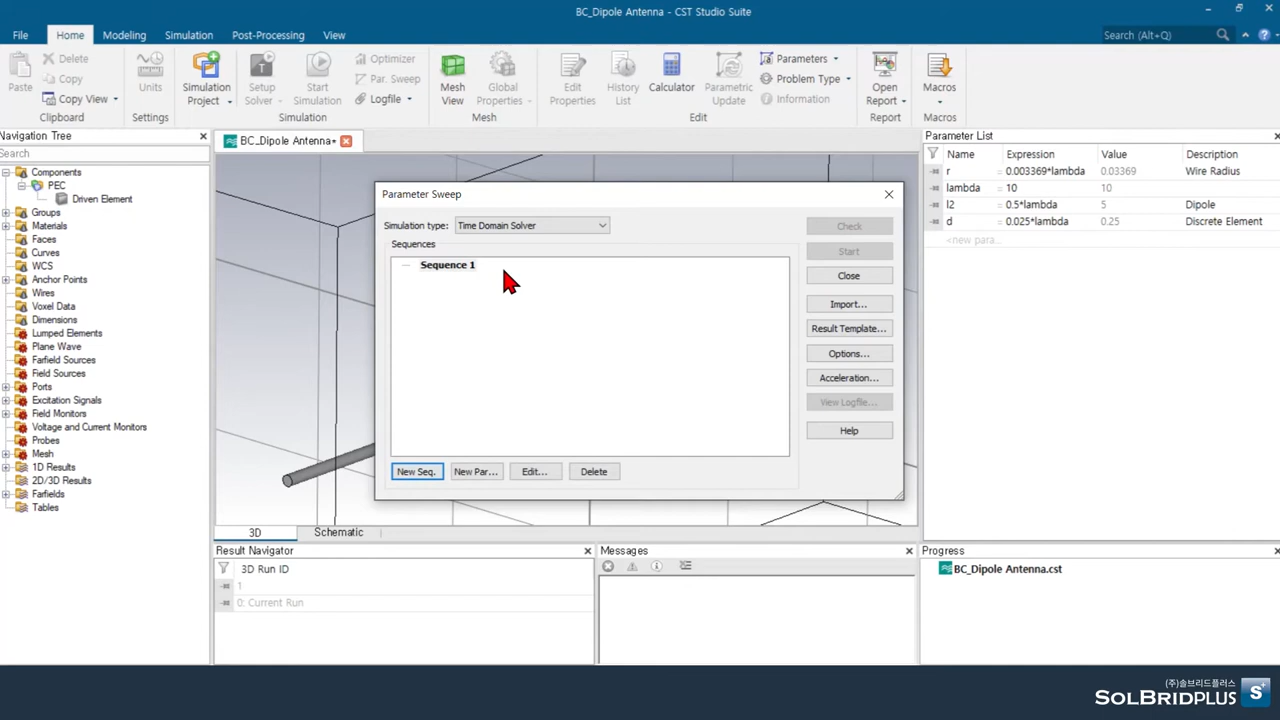 BC_Dipole Antenna - CST Studio Suite
File Home Modeling Simulation Post-Processing View Search (Alt+Q)
Paste Delete Copy Copy View Clipboard
Units Settings
Simulation Project Setup Solver Start Simulation Optimizer Par. Sweep Logfile Simulation
Mesh View Global Properties Mesh
Edit Properties History List Calculator Parametric Update Parameters Problem Type Information Edit
Open Report Report
Macros Macros
Navigation Tree
Search
Components
PEC
Driven Element
Groups
Materials
Faces
Curves
WCS
Anchor Points
Wires
Voxel Data
Dimensions
Lumped Elements
Plane Wave
Farfield Sources
Field Sources
Ports
Excitation Signals
Field Monitors
Voltage and Current Monitors
Probes
Mesh
1D Results
2D/3D Results
Farfields
Tables
BC_Dipole Antenna*
Parameter Sweep
Simulation type: Time Domain Solver
Sequences
Sequence 1
New Seq. New Par... Edit... Delete
Check
Start
Close
Import...
Result Template...
Options...
Acceleration...
View Logfile...
Help
3D Schematic
Parameter List
Name Expression Value Description
r = 0.003369*lambda 0.03369 Wire Radius
lambda = 10 10
l2 = 0.5*lambda 5 Dipole
d = 0.025*lambda 0.25 Discrete Element
<new para...
Result Navigator
3D Run ID
1
0: Current Run
Messages
Progress
BC_Dipole Antenna.cst
(주)솔브리드플러스
SOLBRIDPLUS S+